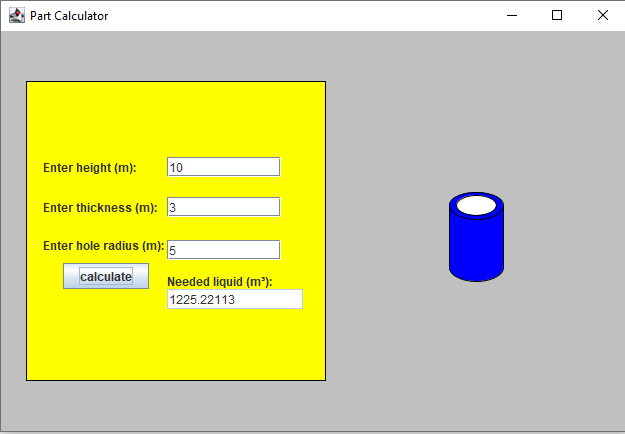 Part Calculator
Enter height (m): 10
Enter thickness (m): 3
Enter hole radius (m): 5
calculate
Needed liquid (m³):
1225.22113